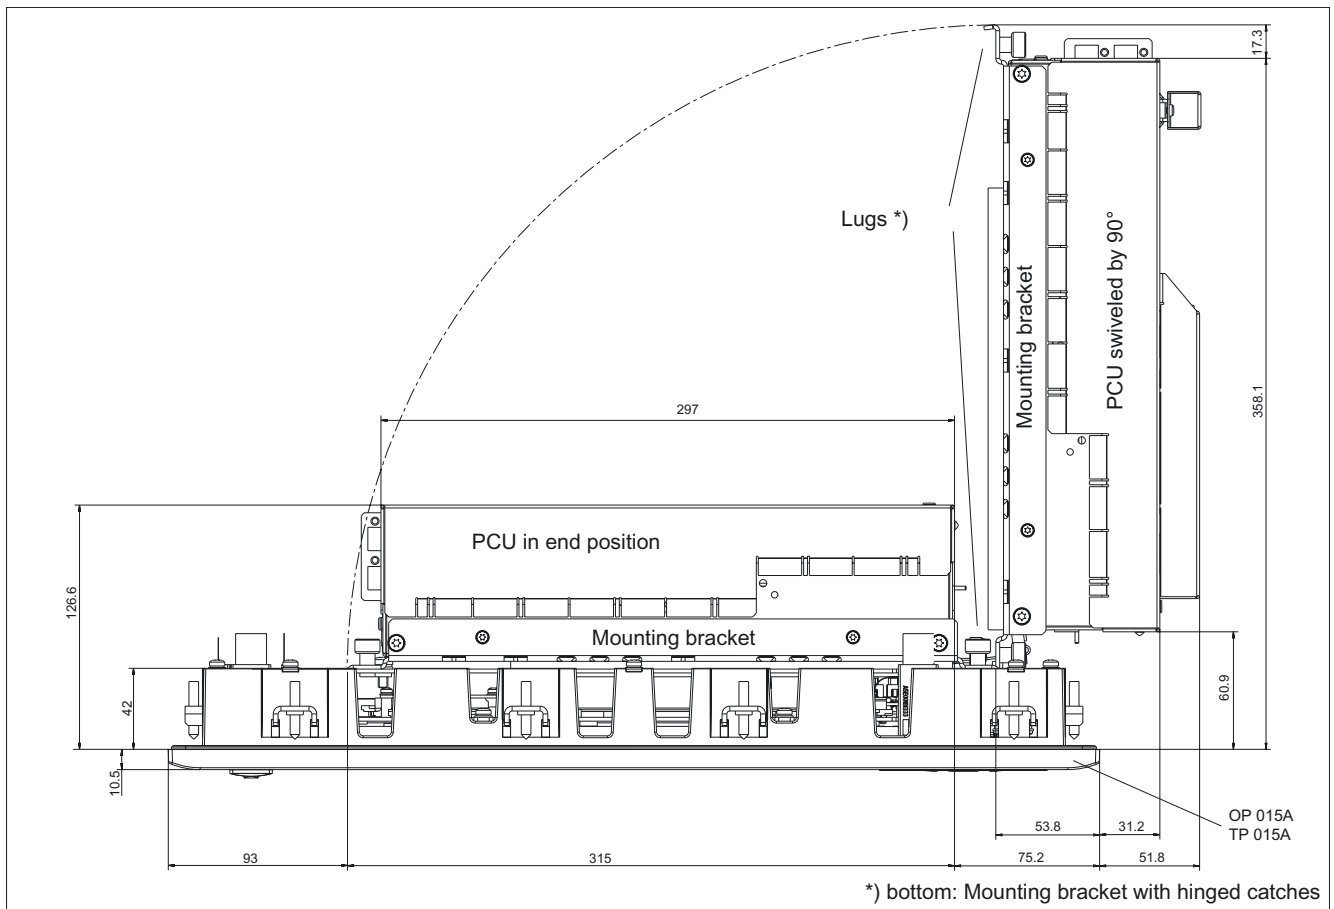 17.3
Lugs *)
Mounting bracket
PCU swiveled by 90°
358.1
297
PCU in end position
126.6
Mounting bracket
42
60.9
10.5
OP 015A
TP 015A
53.8
31.2
93
315
75.2
51.8
*) bottom: Mounting bracket with hinged catches